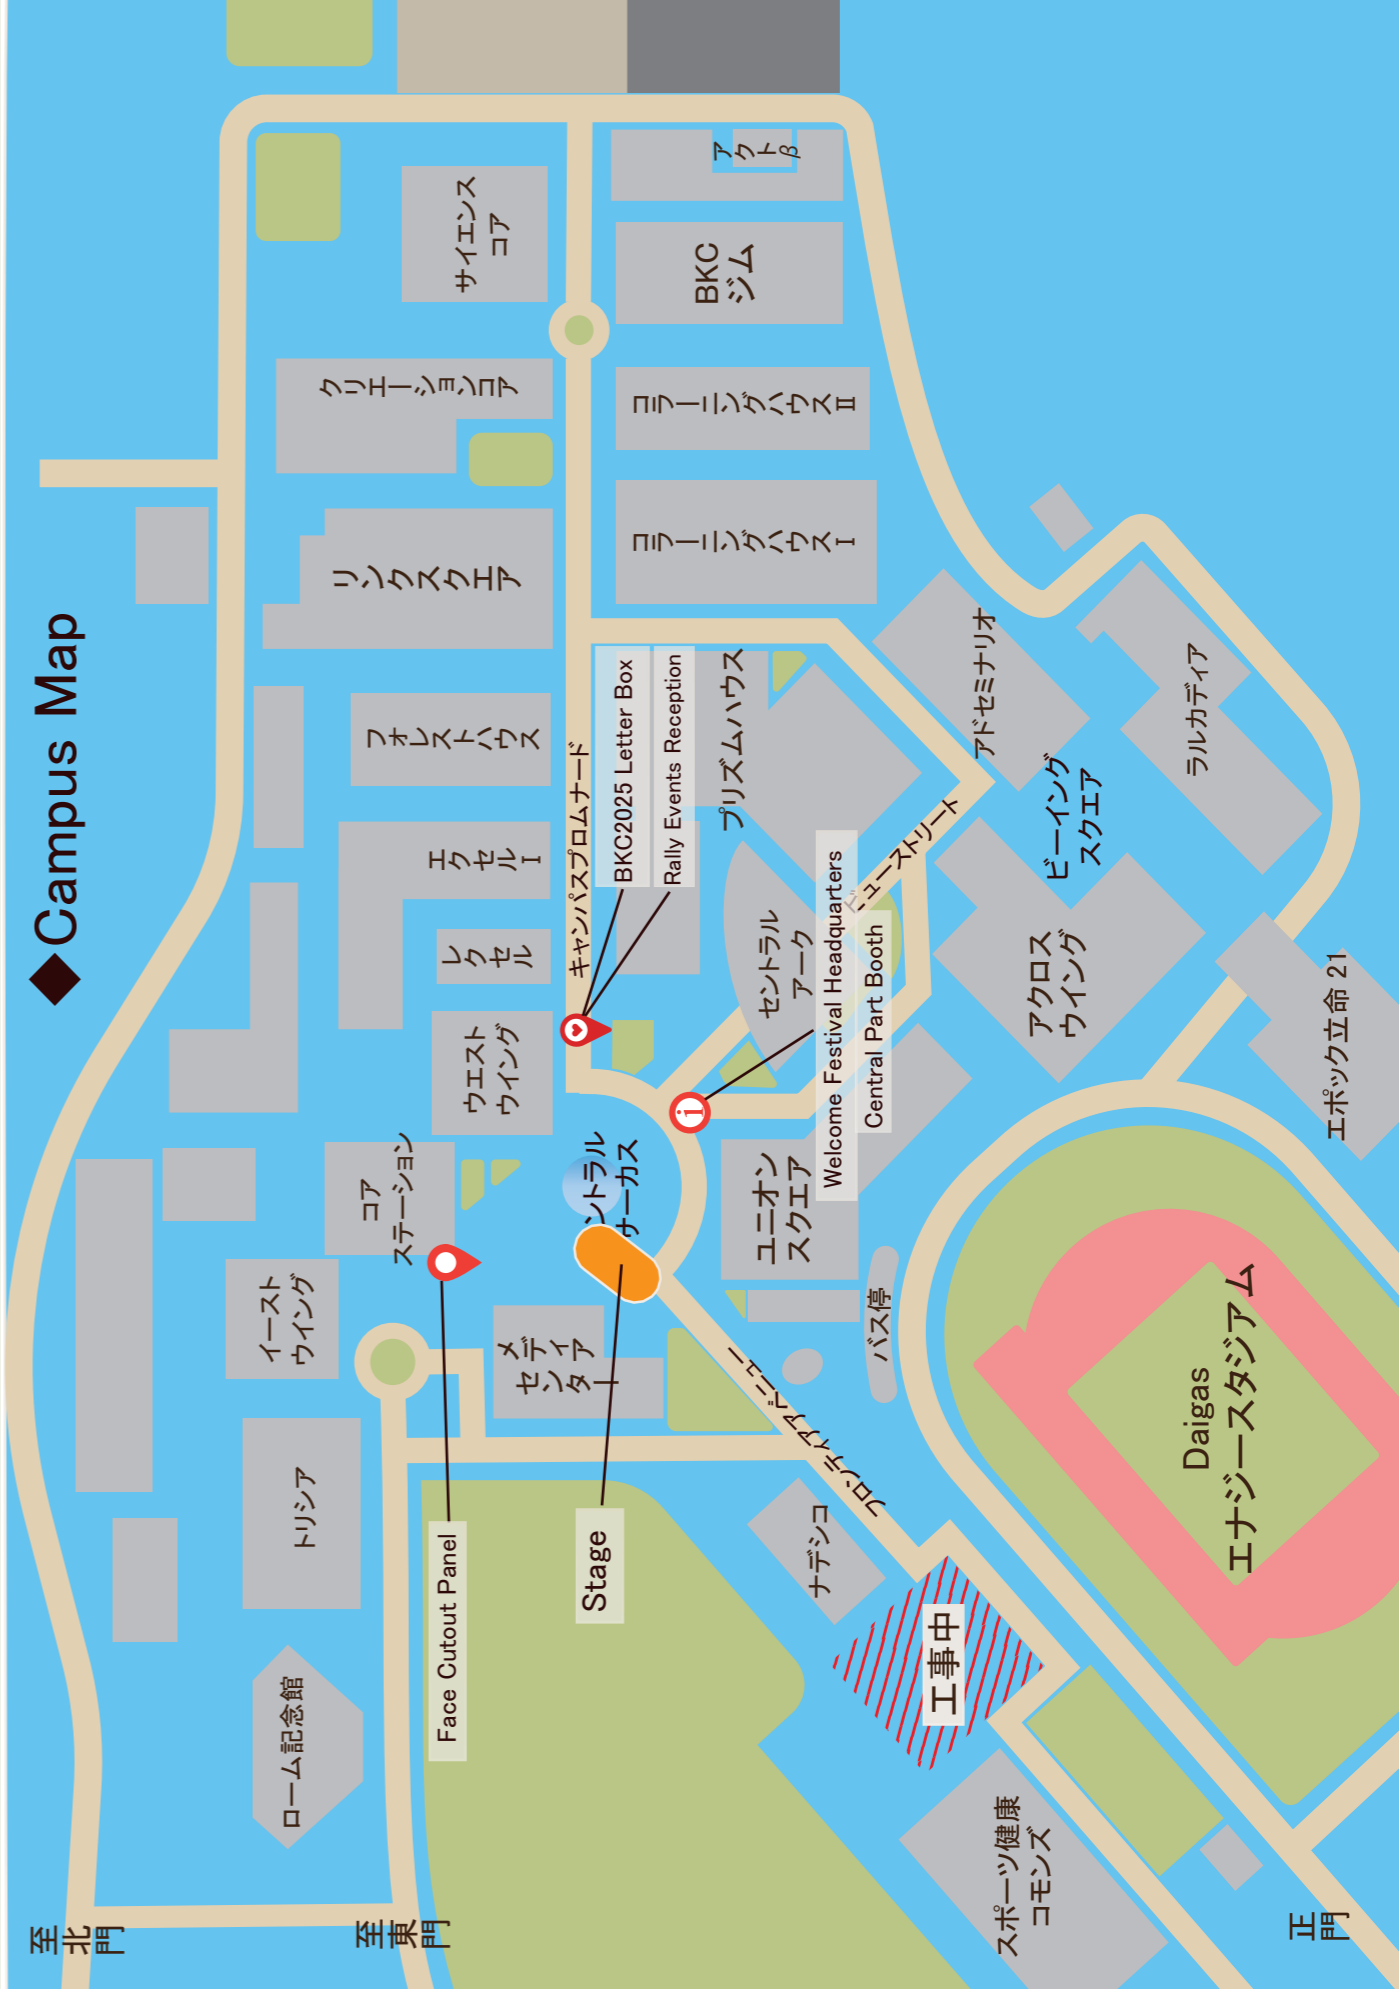 ◆Campus Map
サイエンス
コア
アクトβ
BKC
ジム
クリエーションコア
コラーニングハウスⅡ
リンクスクエア
コラーニングハウスⅠ
フォレストハウス
キャンパスプロムナード
BKC2025 Letter Box
Rally Events Reception
プリズムハウス
アドセミナリオ
ラルカディア
エクセルⅠ
レクセル
ビーイング
スクエア
ビューストリート
セントラル
アーク
Welcome Festival Headquarters
Central Part Booth
アクロス
ウイング
エポック立命 21
ウエスト
ウイング
コア
ステーション
ントラル
サーカス
ユニオン
スクエア
イースト
ウイング
メディア
センター
バス停
フロンティアアベニュー
トリシア
Face Cutout Panel
Stage
ナデシコ
工事中
Daigas
エナジースタジアム
ローム記念館
スポーツ健康
コモンズ
至北門
至東門
正門